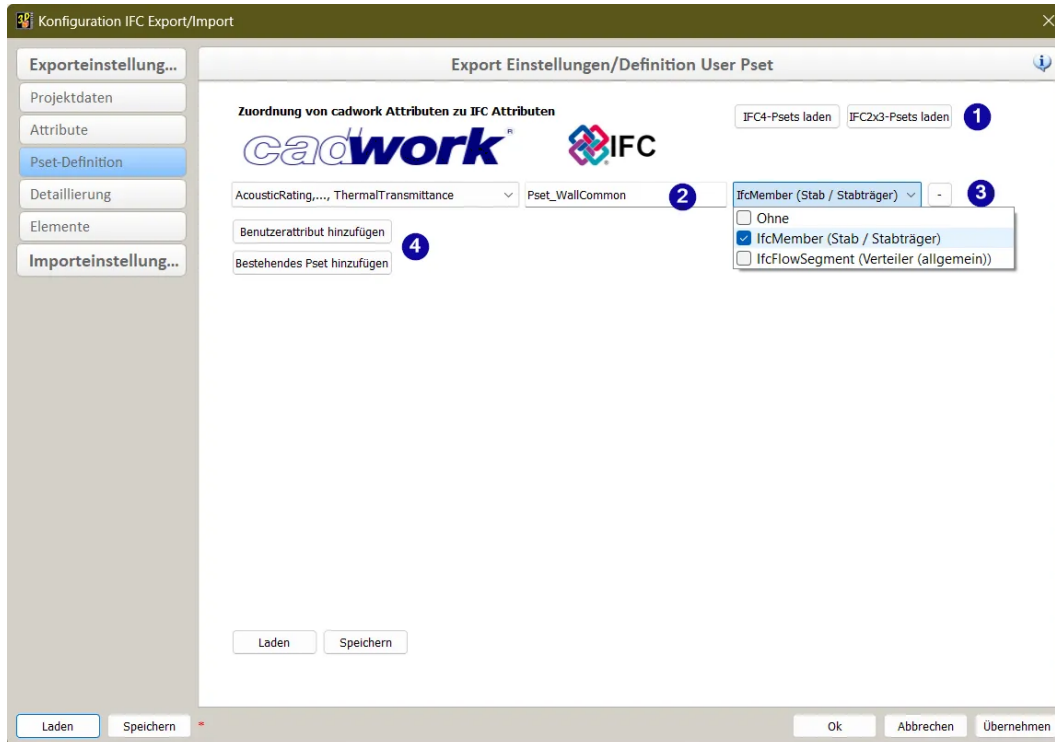 Konfiguration IFC Export/Import
Exporteinstellung...
Export Einstellungen/Definition User Pset
Projektdaten
Attribute
Pset-Definition
Detaillierung
Elemente
Importeinstellung...
Zuordnung von cadwork Attributen zu IFC Attributen
cadwork®
IFC
IFC4-Psets laden
IFC2x3-Psets laden
1
AcousticRating,..., ThermalTransmittance
Pset_WallCommon
2
IfcMember (Stab / Stabträger)
-
3
Ohne
IfcMember (Stab / Stabträger)
IfcFlowSegment (Verteiler (allgemein))
Benutzerattribut hinzufügen
4
Bestehendes Pset hinzufügen
Laden
Speichern
Laden
Speichern
*
Ok
Abbrechen
Übernehmen